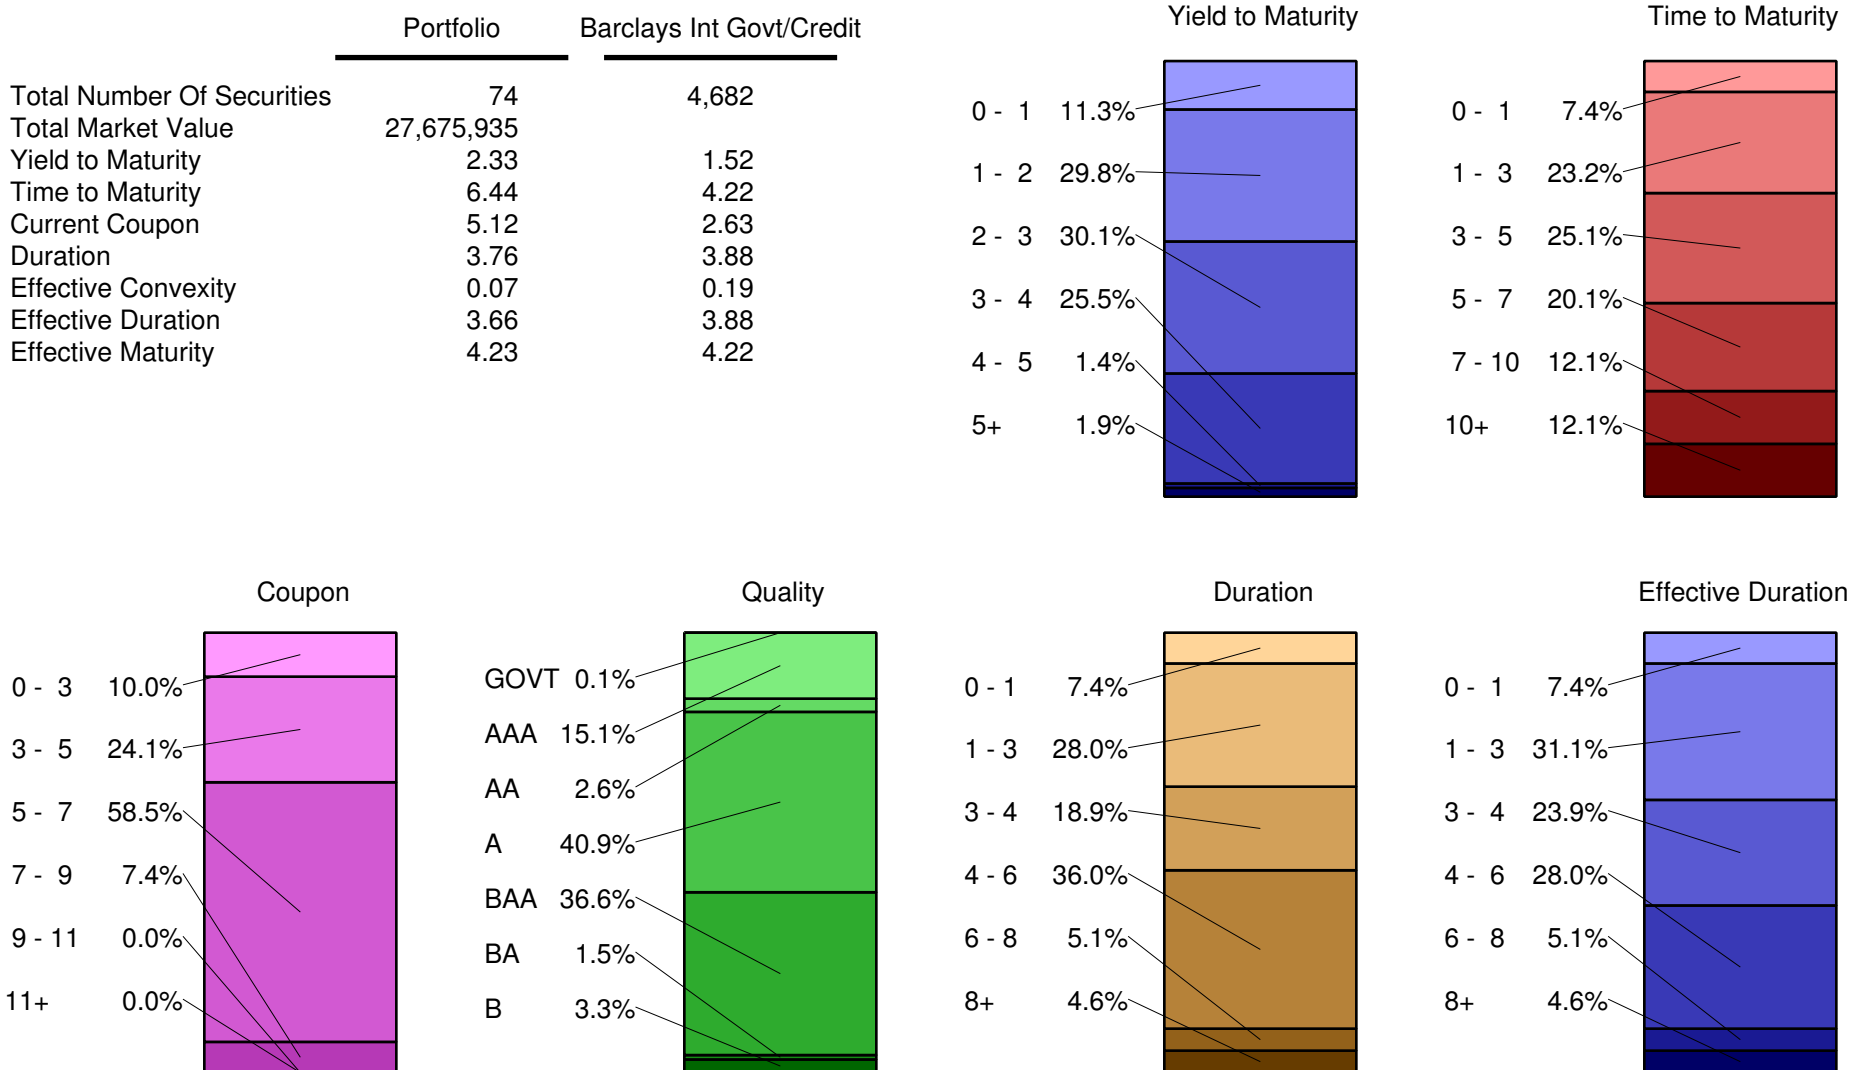 Portfolio Barclays Int Govt/Credit
Total Number Of Securities 74 4,682
Total Market Value 27,675,935
Yield to Maturity 2.33 1.52
Time to Maturity 6.44 4.22
Current Coupon 5.12 2.63
Duration 3.76 3.88
Effective Convexity 0.07 0.19
Effective Duration 3.66 3.88
Effective Maturity 4.23 4.22
Yield to Maturity
0 - 1 11.3%
1 - 2 29.8%
2 - 3 30.1%
3 - 4 25.5%
4 - 5 1.4%
5+ 1.9%
Time to Maturity
0 - 1 7.4%
1 - 3 23.2%
3 - 5 25.1%
5 - 7 20.1%
7 - 10 12.1%
10+ 12.1%
Coupon
0 - 3 10.0%
3 - 5 24.1%
5 - 7 58.5%
7 - 9 7.4%
9 - 11 0.0%
11+ 0.0%
Quality
GOVT 0.1%
AAA 15.1%
AA 2.6%
A 40.9%
BAA 36.6%
BA 1.5%
B 3.3%
Duration
0 - 1 7.4%
1 - 3 28.0%
3 - 4 18.9%
4 - 6 36.0%
6 - 8 5.1%
8+ 4.6%
Effective Duration
0 - 1 7.4%
1 - 3 31.1%
3 - 4 23.9%
4 - 6 28.0%
6 - 8 5.1%
8+ 4.6%